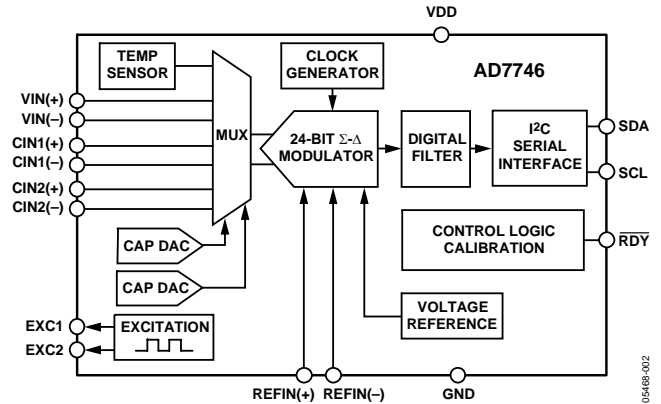 VDD
TEMP
SENSOR
CLOCK
GENERATOR
AD7746
VIN(+)
VIN(–)
CIN1(+)
CIN1(–)
CIN2(+)
CIN2(–)
MUX
24-BIT Σ-Δ
MODULATOR
DIGITAL
FILTER
I²C
SERIAL
INTERFACE
SDA
SCL
CAP DAC
CAP DAC
CONTROL LOGIC
CALIBRATION
RDY
EXC1
EXC2
EXCITATION
VOLTAGE
REFERENCE
REFIN(+)
REFIN(–)
GND
05468-002